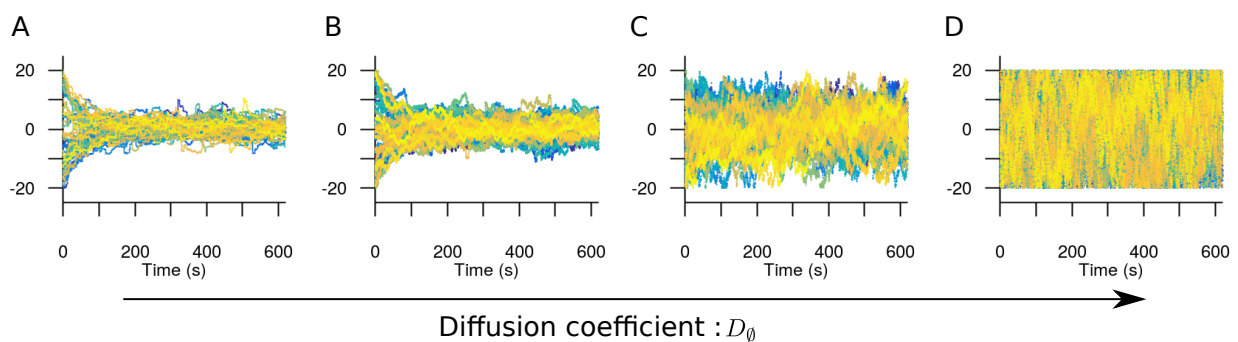 A B C D
20 20 20 20
0 0 0 0
-20 -20 -20 -20
0 200 400 600 0 200 400 600 0 200 400 600 0 200 400 600
Time (s) Time (s) Time (s) Time (s)
Diffusion coefficient : D∅